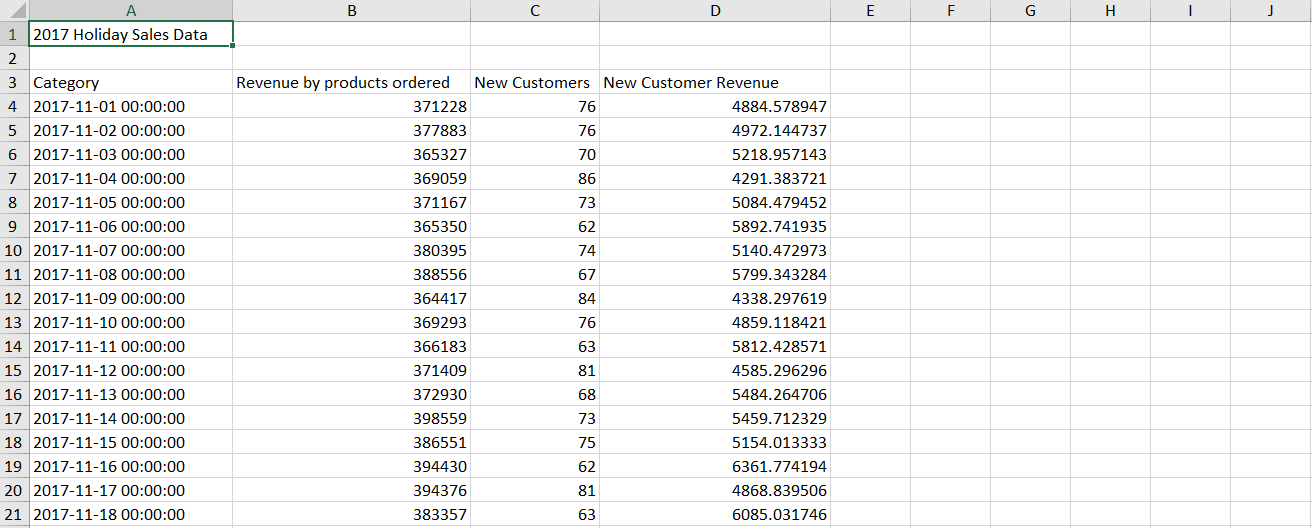 A B C D E F G H I J
1 2017 Holiday Sales Data
2
3 Category Revenue by products ordered New Customers New Customer Revenue
4 2017-11-01 00:00:00 371228 76 4884.578947
5 2017-11-02 00:00:00 377883 76 4972.144737
6 2017-11-03 00:00:00 365327 70 5218.957143
7 2017-11-04 00:00:00 369059 86 4291.383721
8 2017-11-05 00:00:00 371167 73 5084.479452
9 2017-11-06 00:00:00 365350 62 5892.741935
10 2017-11-07 00:00:00 380395 74 5140.472973
11 2017-11-08 00:00:00 388556 67 5799.343284
12 2017-11-09 00:00:00 364417 84 4338.297619
13 2017-11-10 00:00:00 369293 76 4859.118421
14 2017-11-11 00:00:00 366183 63 5812.428571
15 2017-11-12 00:00:00 371409 81 4585.296296
16 2017-11-13 00:00:00 372930 68 5484.264706
17 2017-11-14 00:00:00 398559 73 5459.712329
18 2017-11-15 00:00:00 386551 75 5154.013333
19 2017-11-16 00:00:00 394430 62 6361.774194
20 2017-11-17 00:00:00 394376 81 4868.839506
21 2017-11-18 00:00:00 383357 63 6085.031746